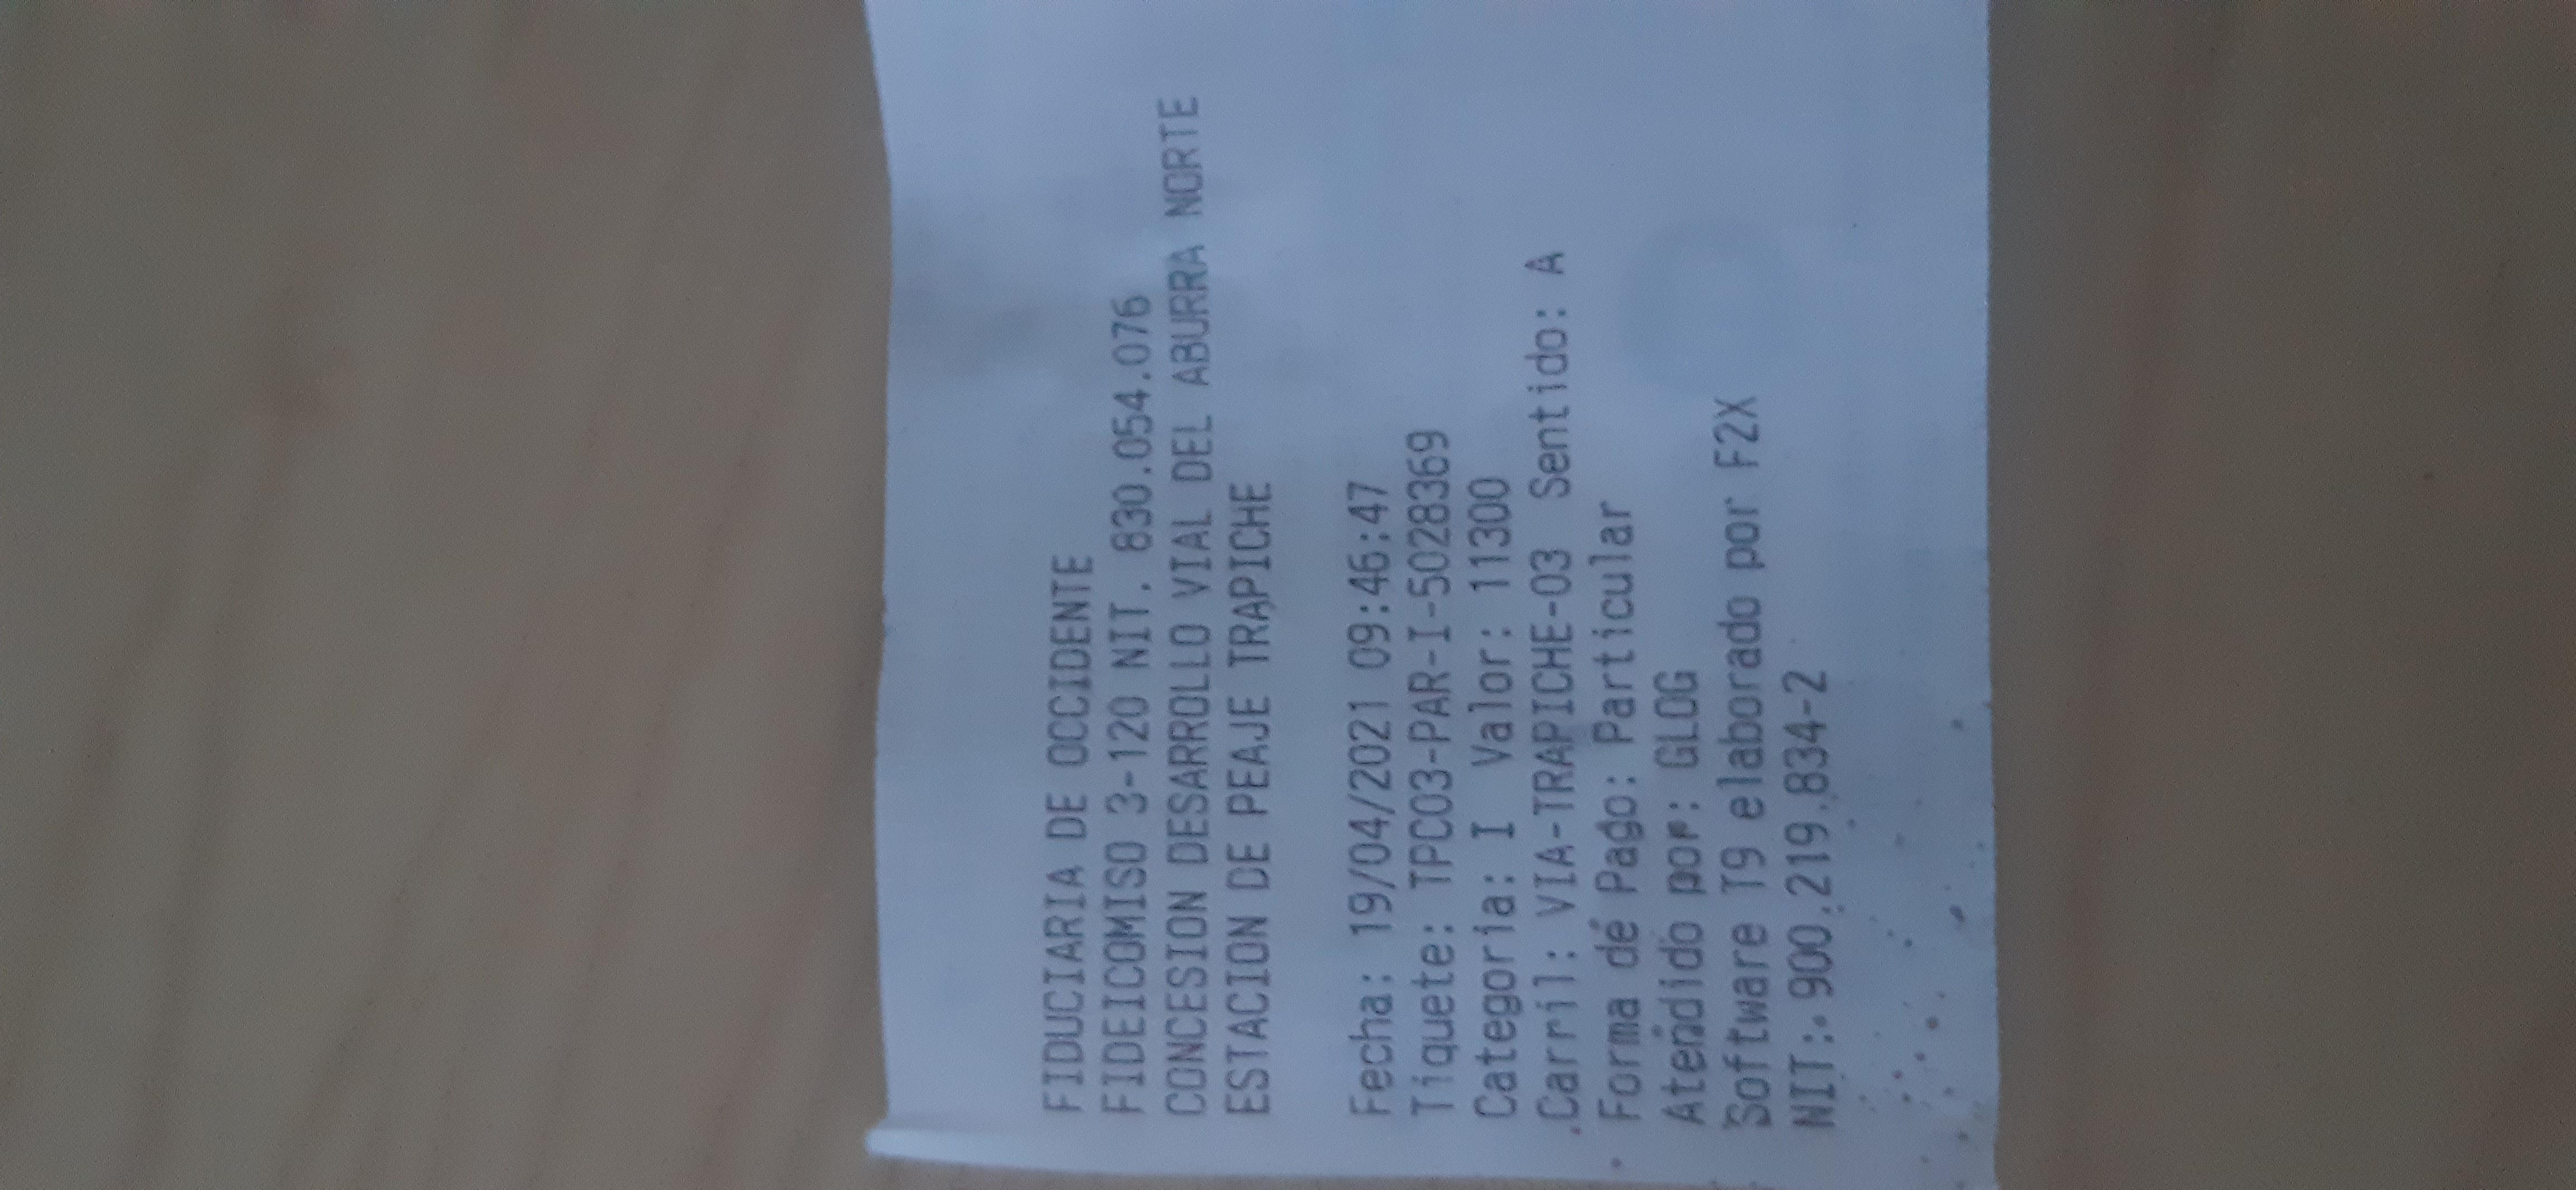 FIDUCIARIA DE OCCIDENTE
FIDEICOMISO 3-120 NIT. 830.054.076
CONCESION DESARROLLO VIAL DEL ABURRA NORTE
ESTACION DE PEAJE TRAPICHE
Fecha: 19/04/2021 09:46:47
Tiquete: TPC03-PAR-I-5028369
Categoria: I Valor: 11300
Carril: VIA-TRAPICHE-03 Sentido: A
Forma de Pago: Particular
Atendido por: GLOG
Software T9 elaborado por F2X
NIT: 900.219.834-2